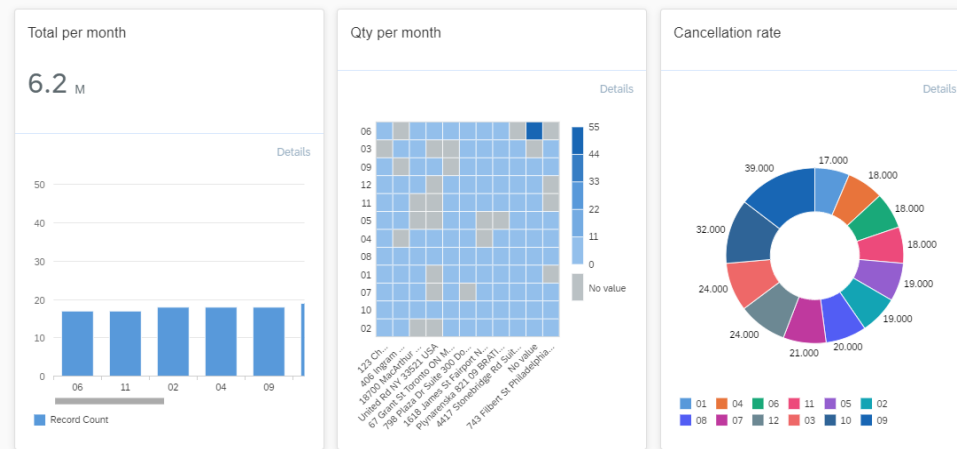 Total per month
6.2 M
Details
50
40
30
20
10
0
06 11 02 04 09
Record Count
Qty per month
Details
06
03
09
12
11
05
04
08
01
07
10
02
123 Ch...
406 Ingram ...
18700 MacArthur ...
United Rd NY 33521 USA
67 Grant St Toronto ON M...
798 Plaza Dr Suite 300 Do...
1618 James St Fairport N...
Plynarenska 821 09 BRATI...
4417 Stonebridge Rd Suit...
No value
743 Filbert St Philadelphia...
55
44
33
22
11
0
No value
Cancellation rate
Details
17.000
18.000
18.000
18.000
19.000
19.000
20.000
21.000
24.000
24.000
32.000
39.000
01 04 06 11 05 02
08 07 12 03 10 09